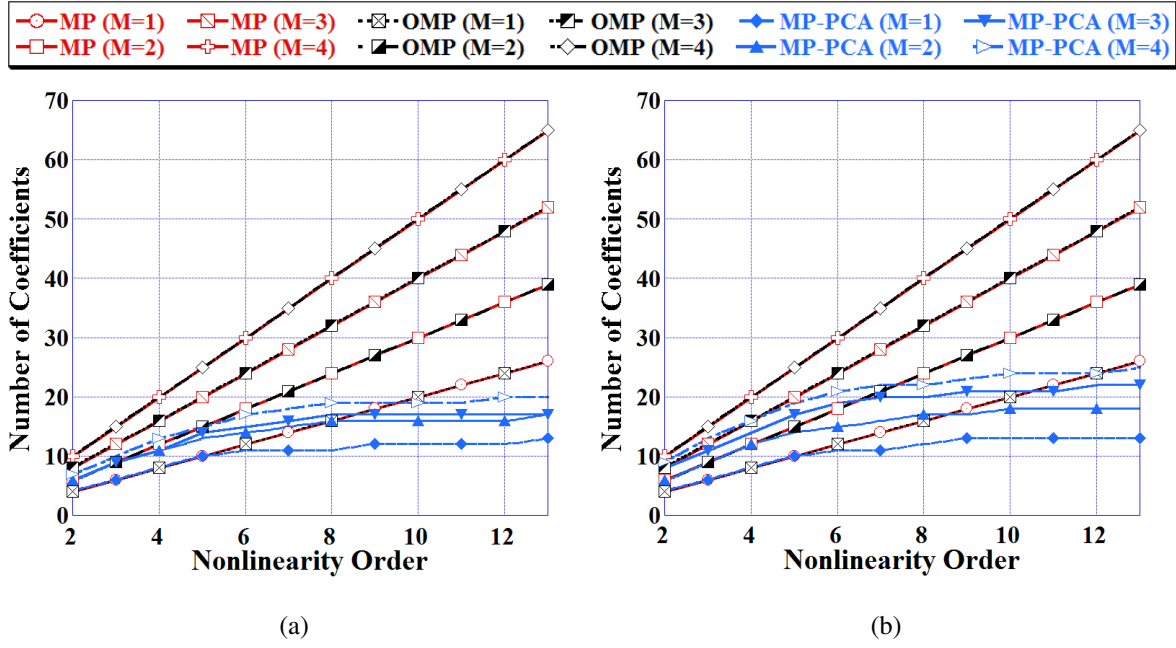 MP (M=1) MP (M=3) OMP (M=1) OMP (M=3) MP-PCA (M=1) MP-PCA (M=3)
MP (M=2) MP (M=4) OMP (M=2) OMP (M=4) MP-PCA (M=2) MP-PCA (M=4)
Number of Coefficients
70
60
50
40
30
20
10
0
2 4 6 8 10 12
Nonlinearity Order
(a)
Number of Coefficients
70
60
50
40
30
20
10
0
2 4 6 8 10 12
Nonlinearity Order
(b)